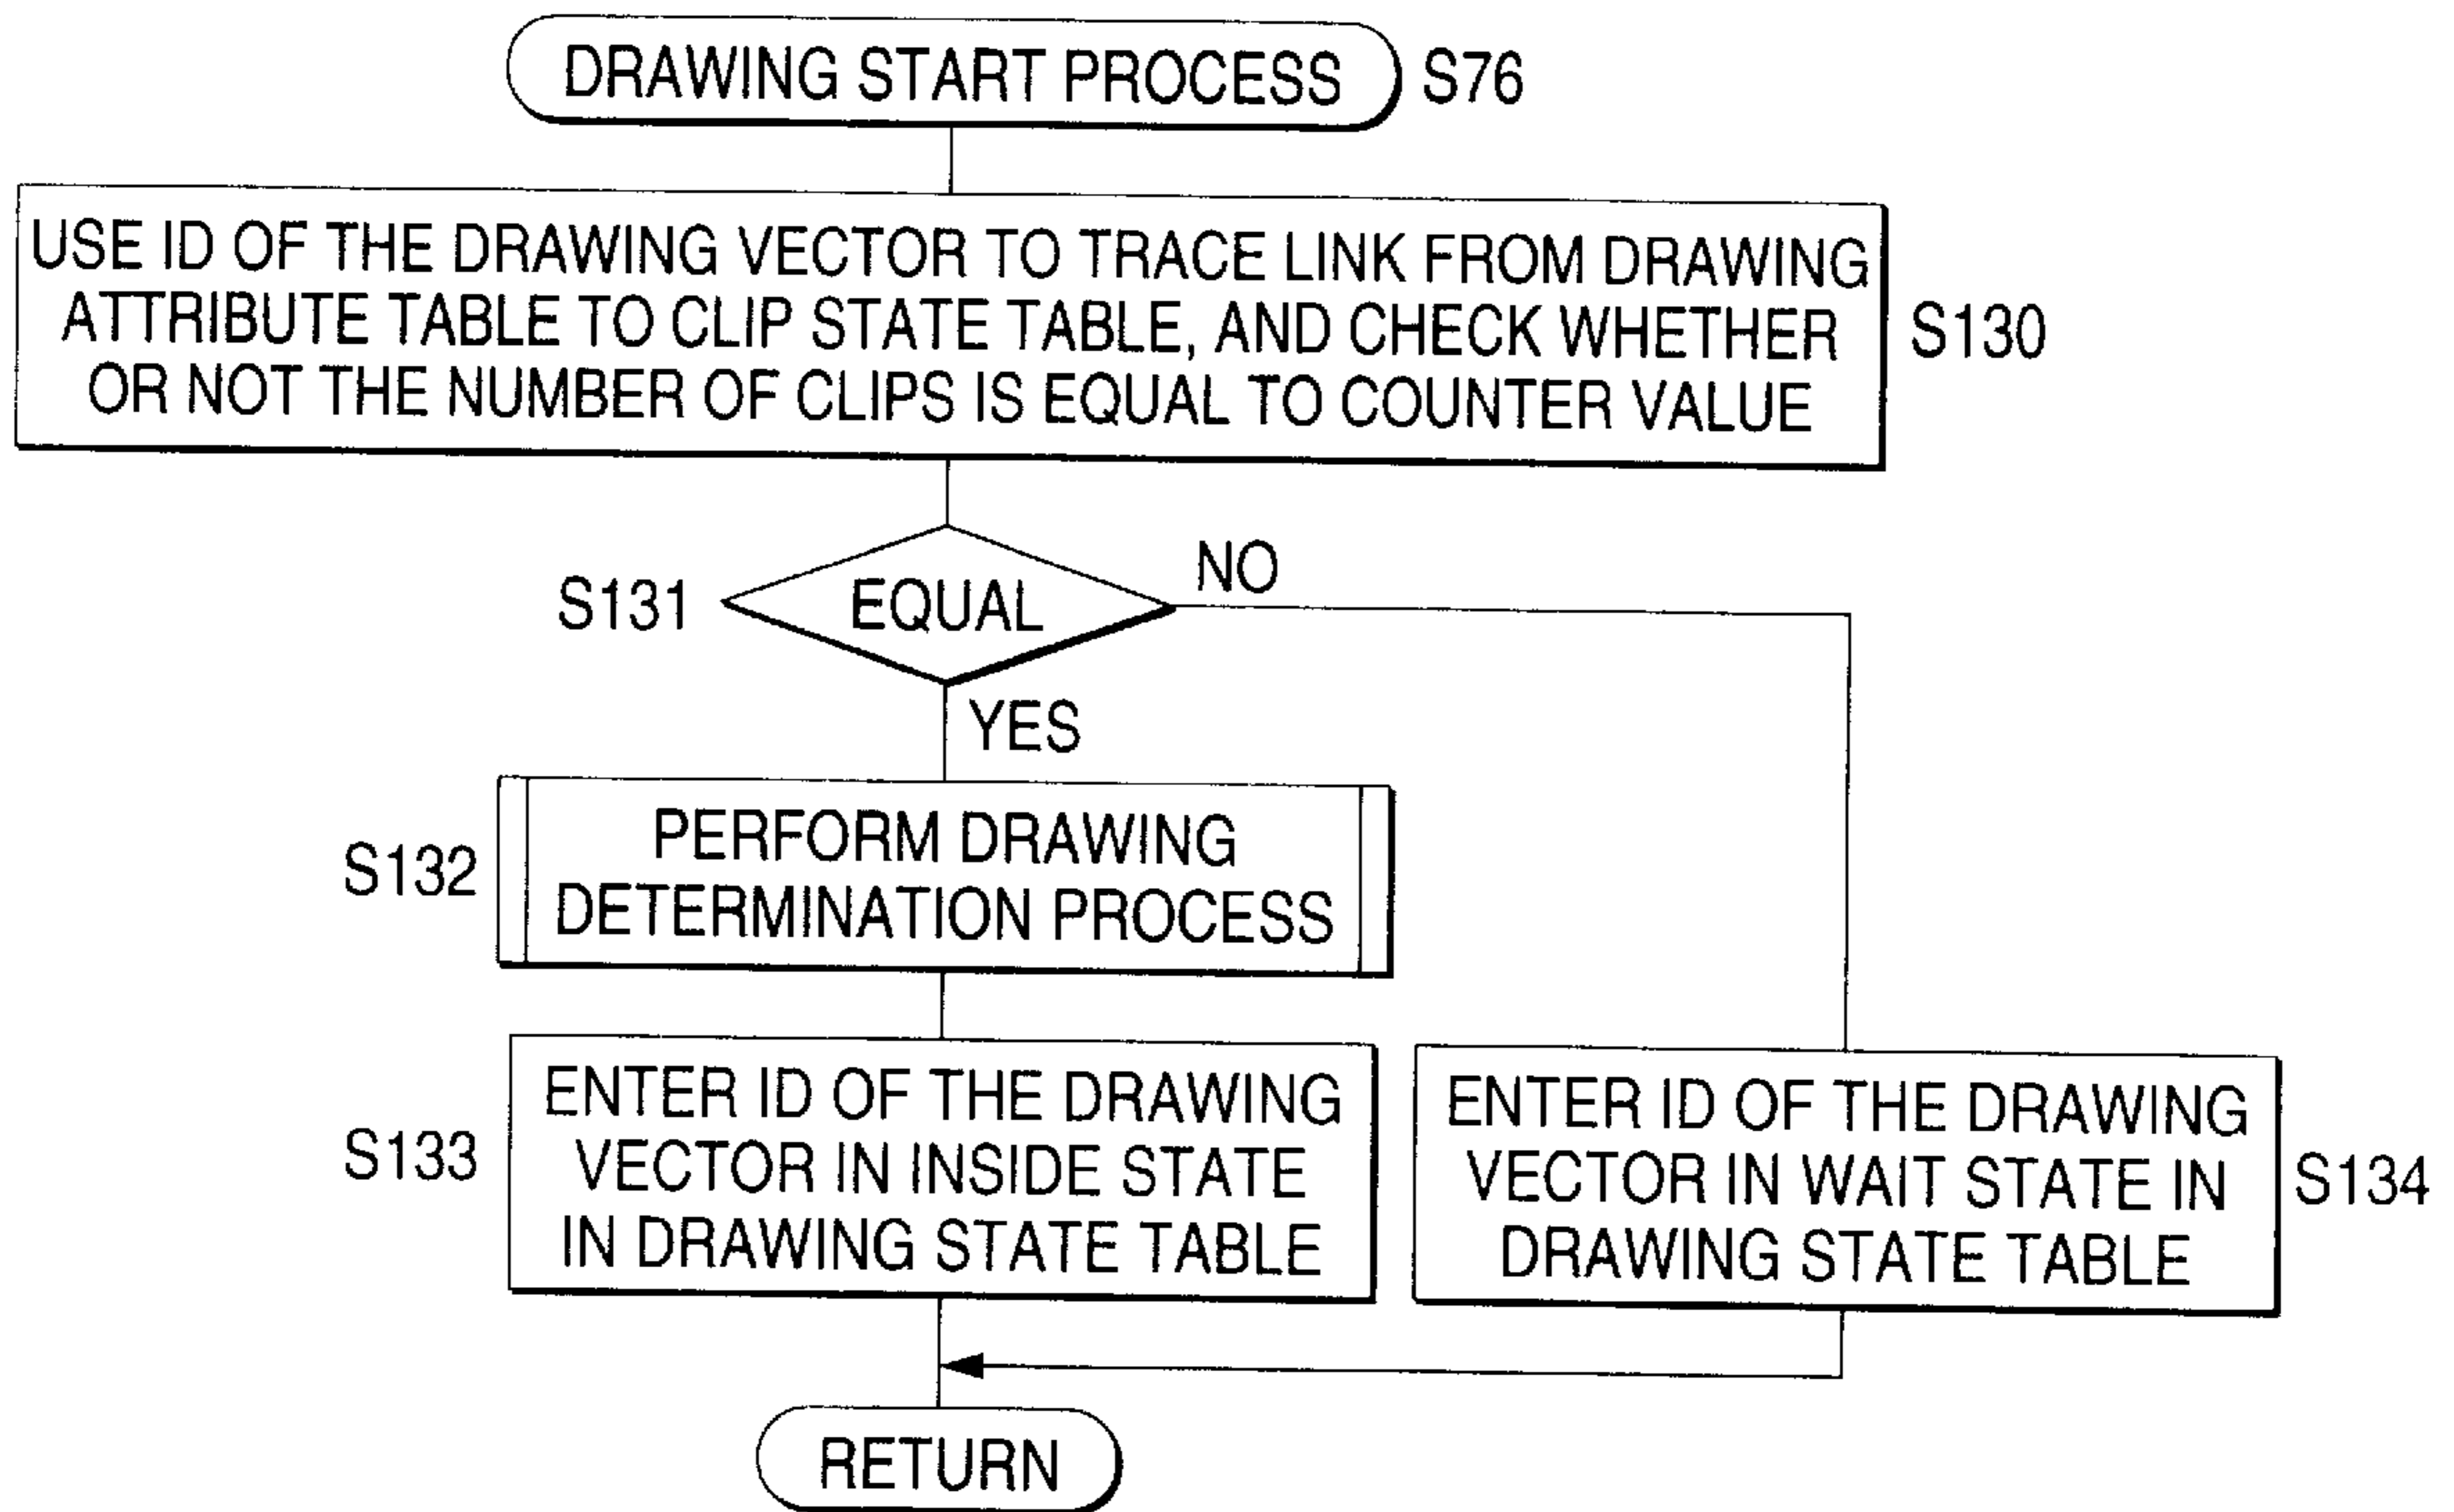 DRAWING START PROCESS S76
USE ID OF THE DRAWING VECTOR TO TRACE LINK FROM DRAWING
ATTRIBUTE TABLE TO CLIP STATE TABLE, AND CHECK WHETHER
OR NOT THE NUMBER OF CLIPS IS EQUAL TO COUNTER VALUE
S130
S131
EQUAL
NO
YES
S132
PERFORM DRAWING
DETERMINATION PROCESS
S133
ENTER ID OF THE DRAWING
VECTOR IN INSIDE STATE
IN DRAWING STATE TABLE
ENTER ID OF THE DRAWING
VECTOR IN WAIT STATE IN
DRAWING STATE TABLE
S134
RETURN